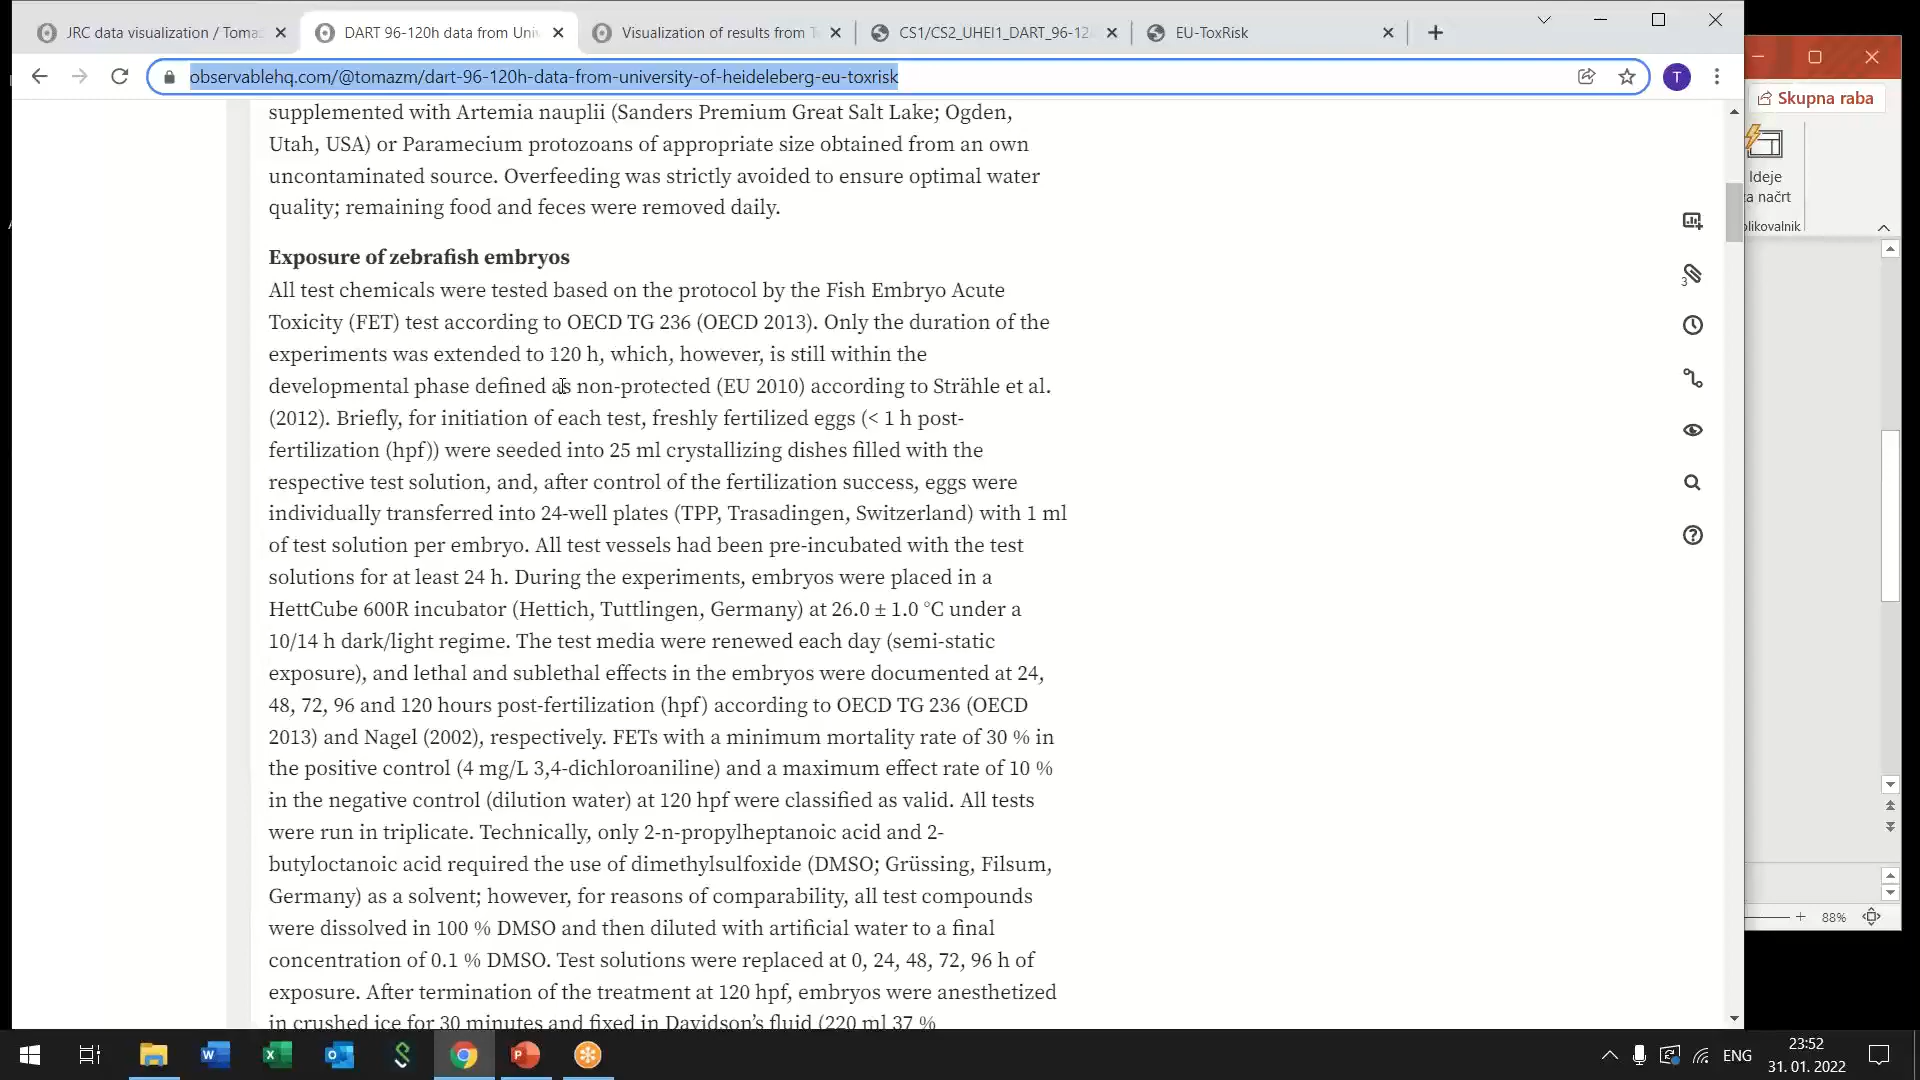 JRC data visualization / Toma
DART 96-120h data from Uni
Visualization of results from T
CS1/CS2_UHEI1_DART_96-12
EU-ToxRisk
observablehq.com/@tomazm/dart-96-120h-data-from-university-of-heideleberg-eu-toxrisk
T
Skupna raba
Ideje
za načrt
blikovalnik
supplemented with Artemia nauplii (Sanders Premium Great Salt Lake; Ogden,
Utah, USA) or Paramecium protozoans of appropriate size obtained from an own
uncontaminated source. Overfeeding was strictly avoided to ensure optimal water
quality; remaining food and feces were removed daily.
Exposure of zebrafish embryos
All test chemicals were tested based on the protocol by the Fish Embryo Acute
Toxicity (FET) test according to OECD TG 236 (OECD 2013). Only the duration of the
experiments was extended to 120 h, which, however, is still within the
developmental phase defined as non-protected (EU 2010) according to Strähle et al.
(2012). Briefly, for initiation of each test, freshly fertilized eggs (< 1 h post-
fertilization (hpf)) were seeded into 25 ml crystallizing dishes filled with the
respective test solution, and, after control of the fertilization success, eggs were
individually transferred into 24-well plates (TPP, Trasadingen, Switzerland) with 1 ml
of test solution per embryo. All test vessels had been pre-incubated with the test
solutions for at least 24 h. During the experiments, embryos were placed in a
HettCube 600R incubator (Hettich, Tuttlingen, Germany) at 26.0 ± 1.0 °C under a
10/14 h dark/light regime. The test media were renewed each day (semi-static
exposure), and lethal and sublethal effects in the embryos were documented at 24,
48, 72, 96 and 120 hours post-fertilization (hpf) according to OECD TG 236 (OECD
2013) and Nagel (2002), respectively. FETs with a minimum mortality rate of 30 % in
the positive control (4 mg/L 3,4-dichloroaniline) and a maximum effect rate of 10 %
in the negative control (dilution water) at 120 hpf were classified as valid. All tests
were run in triplicate. Technically, only 2-n-propylheptanoic acid and 2-
butyloctanoic acid required the use of dimethylsulfoxide (DMSO; Grüssing, Filsum,
Germany) as a solvent; however, for reasons of comparability, all test compounds
were dissolved in 100 % DMSO and then diluted with artificial water to a final
concentration of 0.1 % DMSO. Test solutions were replaced at 0, 24, 48, 72, 96 h of
exposure. After termination of the treatment at 120 hpf, embryos were anesthetized
in crushed ice for 30 minutes and fixed in Davidson's fluid (220 ml 37 %
3
88%
ENG
23:52
31. 01. 2022